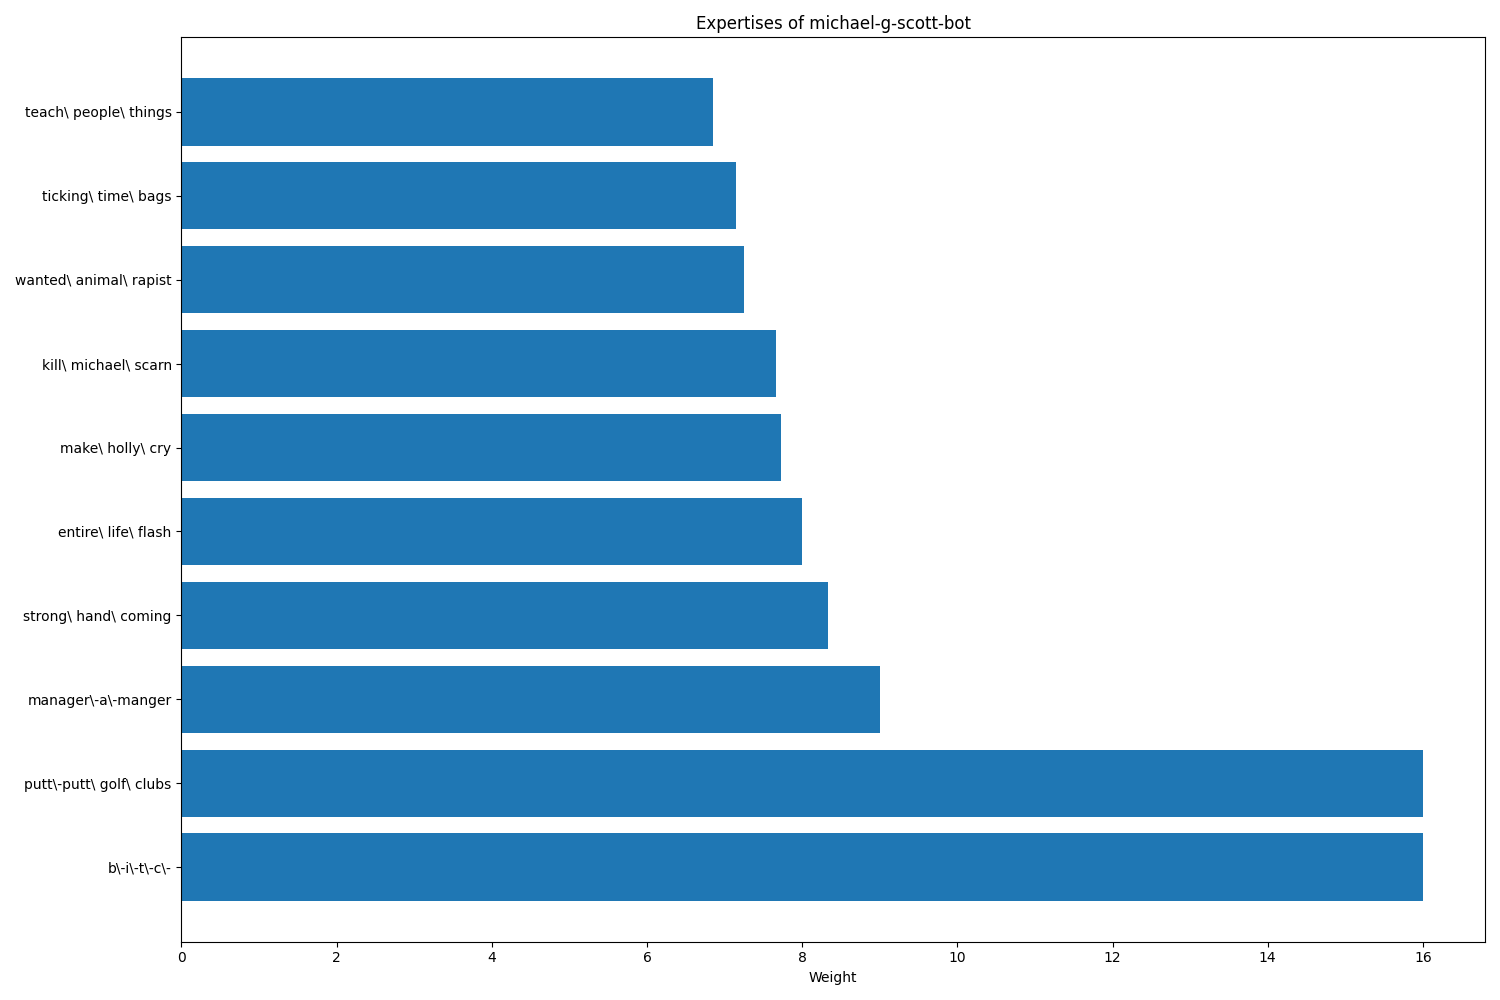 Expertises of michael-g-scott-bot
teach\ people\ things
ticking\ time\ bags
wanted\ animal\ rapist
kill\ michael\ scarn
make\ holly\ cry
entire\ life\ flash
strong\ hand\ coming
manager\-a\-manger
putt\-putt\ golf\ clubs
b\-i\-t\-c\-
0 2 4 6 8 10 12 14 16
Weight